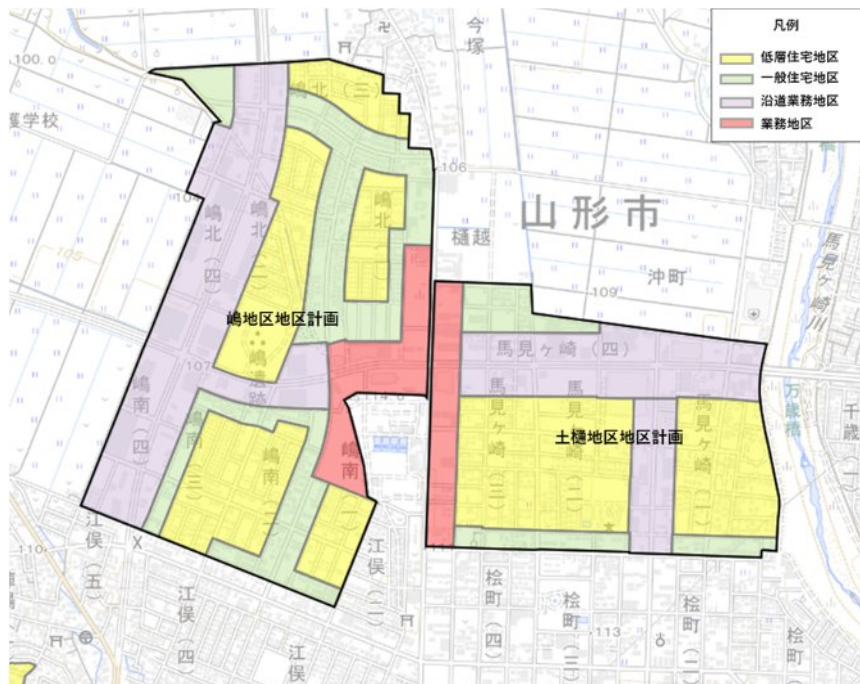 凡例
低層住宅地区
一般住宅地区
沿道業務地区
業務地区
今塚
100.0
護学校
嶋北（三）
106
山形市
樋越
沖町
109
馬見ヶ崎川
嶋北（四）
嶋北（二）
嶋北（一）
105
嶋地区地区計画
107
嶋遺跡
114.0
馬見ヶ崎（四）
万歳橋
千歳（一）
嶋南（四）
嶋南（三）
嶋南（二）
嶋南（一）
馬見ヶ崎（三）
馬見ヶ崎（二）
馬見ヶ崎（一）
土樋地区地区計画
110
江俣（五）
江俣（四）
江俣
江俣（二）
桧町（四）
桧町（三）
桧町（二）
桧町（
113